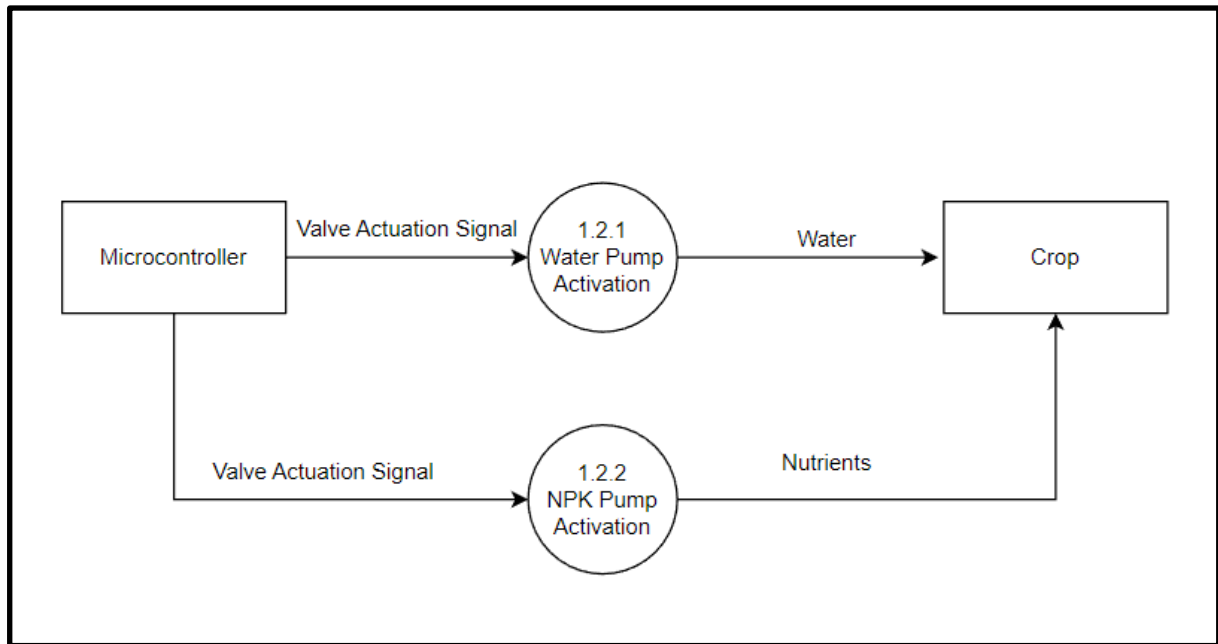 Microcontroller
Valve Actuation Signal
1.2.1
Water Pump
Activation
Water
Crop
Valve Actuation Signal
1.2.2
NPK Pump
Activation
Nutrients